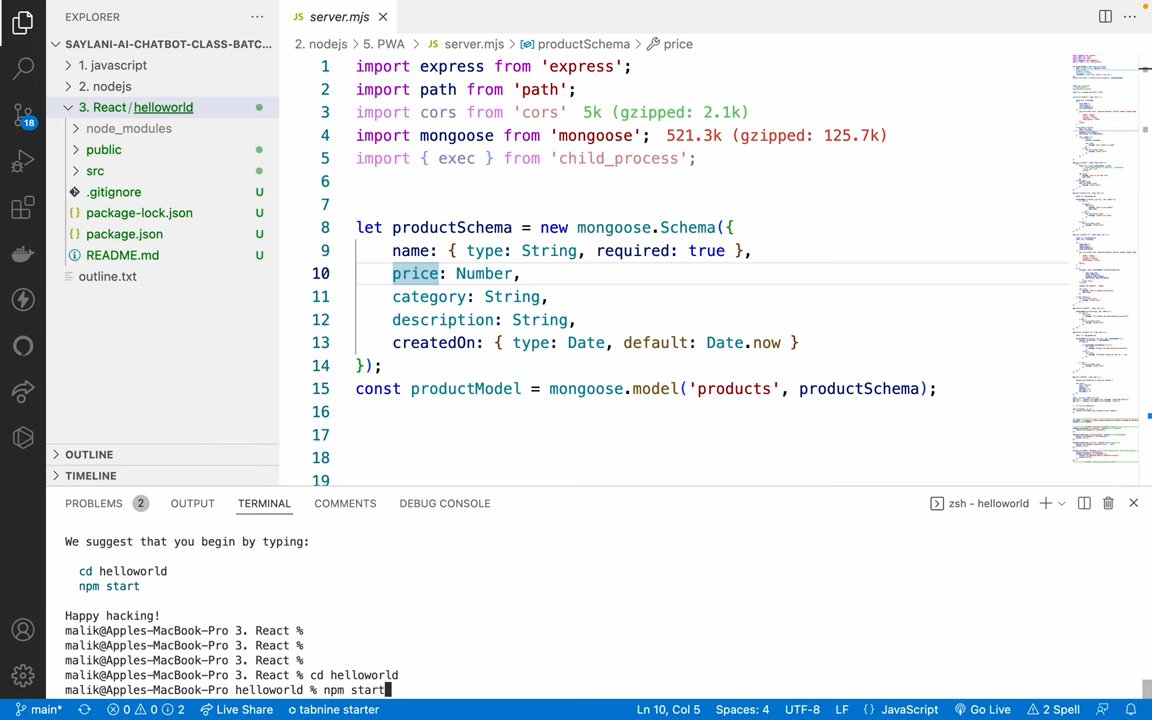 EXPLORER
JS server.mjs
SAYLANI-AI-CHATBOT-CLASS-BATC...
2. nodejs > 5. PWA > JS server.mjs > productSchema > price
1. javascript
2. nodejs
3. React/helloworld
node_modules
public
src
.gitignore U
package-lock.json U
package.json U
README.md U
outline.txt
18
1 import express from 'express';
2 import path from 'path';
3 import cors from 'cors' 5k (gzipped: 2.1k)
4 import mongoose from 'mongoose'; 521.3k (gzipped: 125.7k)
5 import { exec } from 'child_process';
6
7
8 let productSchema = new mongoose.Schema({
9 name: { type: String, required: true },
10 price: Number,
11 category: String,
12 description: String,
13 createdOn: { type: Date, default: Date.now }
14 });
15 const productModel = mongoose.model('products', productSchema);
16
17
18
19
OUTLINE
TIMELINE
PROBLEMS 2 OUTPUT TERMINAL COMMENTS DEBUG CONSOLE zsh - helloworld
We suggest that you begin by typing:
cd helloworld
npm start
Happy hacking!
malik@Apples-MacBook-Pro 3. React %
malik@Apples-MacBook-Pro 3. React %
malik@Apples-MacBook-Pro 3. React %
malik@Apples-MacBook-Pro 3. React % cd helloworld
malik@Apples-MacBook-Pro helloworld % npm start
main* 0 0 2 Live Share tabnine starter Ln 10, Col 5 Spaces: 4 UTF-8 LF {} JavaScript Go Live 2 Spell